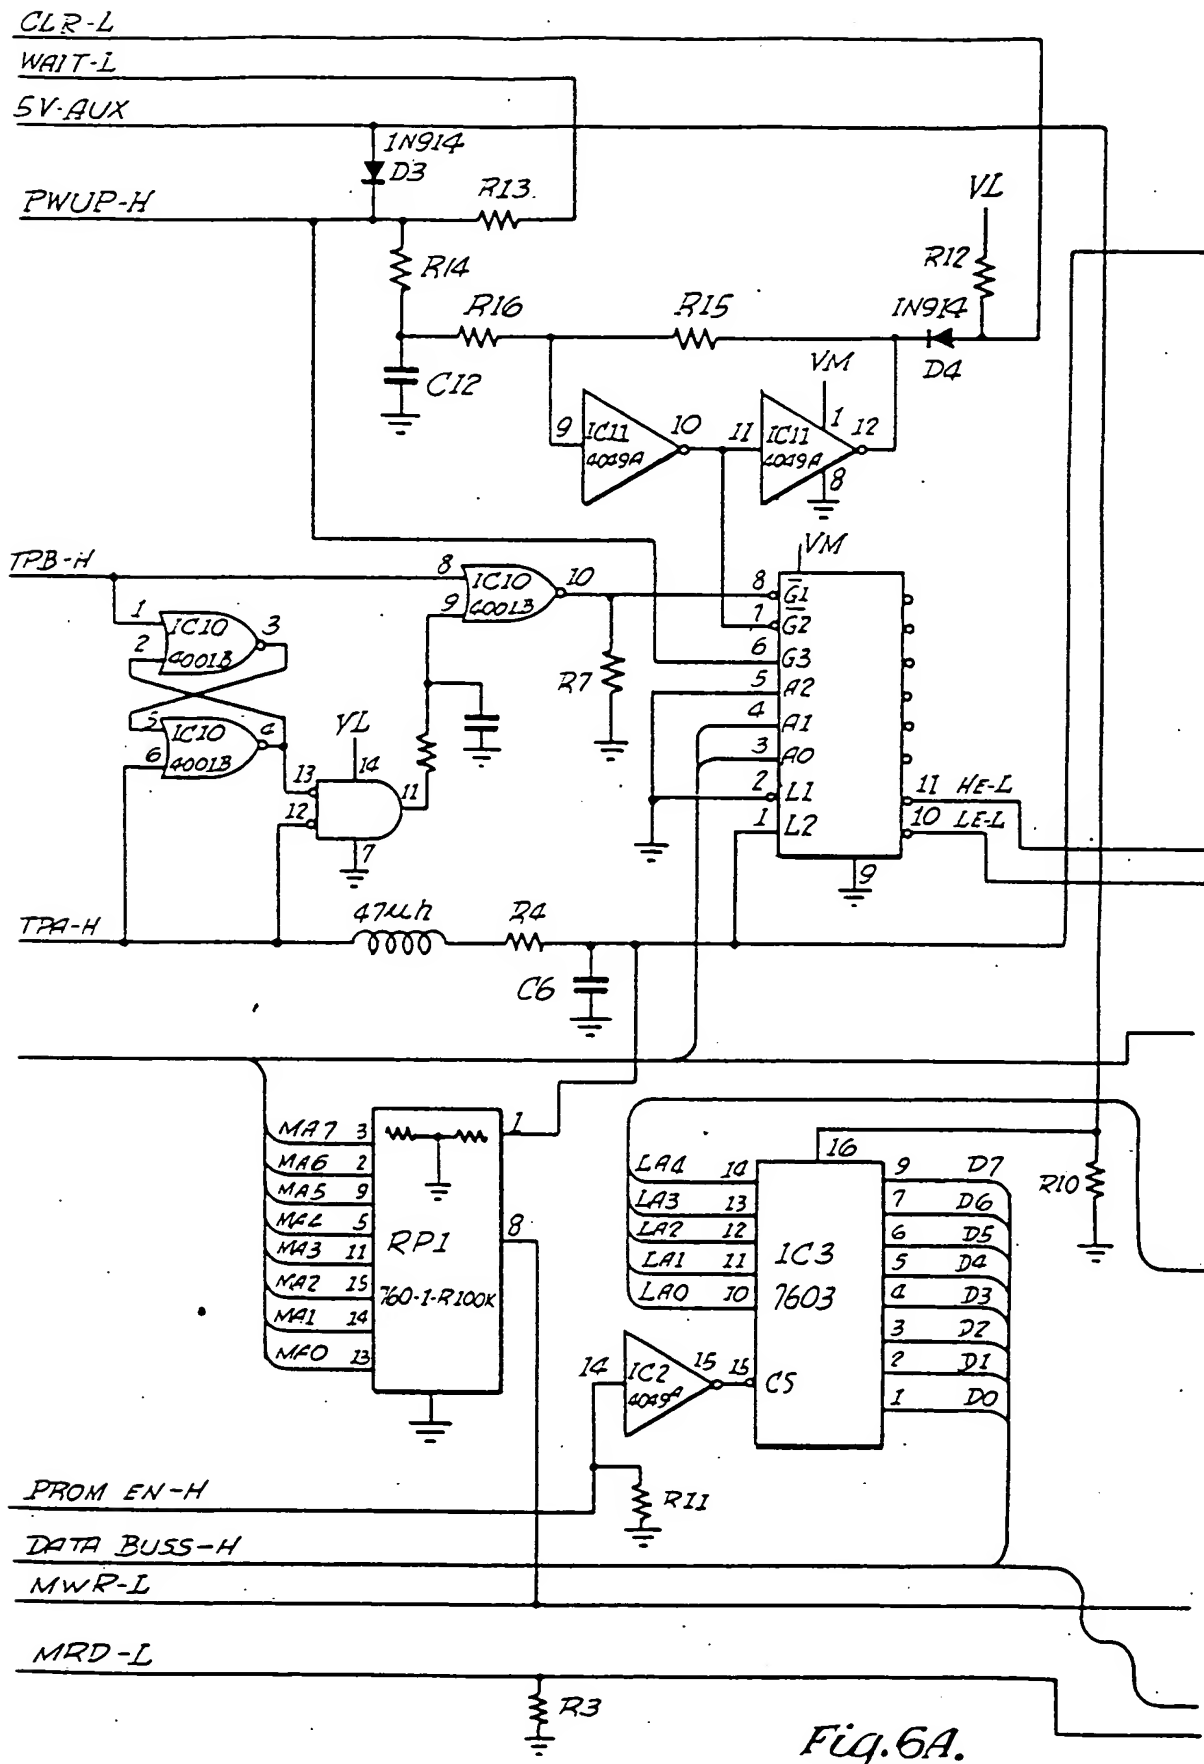 CLR-L
WAIT-L
5V-AUX
1N914
D3
PWUP-H
R13
VL
R14
R12
R16
R15
1N914
D4
C12
VM
9
IC11
4049A
10
11
IC11
4049A
1
12
8
VM
TPB-H
8
9
IC10
4001B
10
1
2
IC10
4001B
3
5
6
IC10
4001B
4
VL
14
13
12
11
7
R7
8
G1
7
G2
6
G3
5
A2
4
A1
3
A0
2
L1
1
L2
11
HE-L
10
LE-L
9
TPA-H
47µh
R4
C6
MA7 3
MA6 2
MA5 9
MA4 5
MA3 11
MA2 15
MA1 14
MA0 13
1
8
RP1
760-1-R100K
16
LA4 14
LA3 13
LA2 12
LA1 11
LA0 10
IC3
7603
9 D7
7 D6
6 D5
5 D4
4 D3
3 D2
2 D1
1 D0
R10
14
IC2
4049A
15
15
CS
PROM EN-H
R11
DATA BUSS-H
MWR-L
MRD-L
R3
Fig.6A.